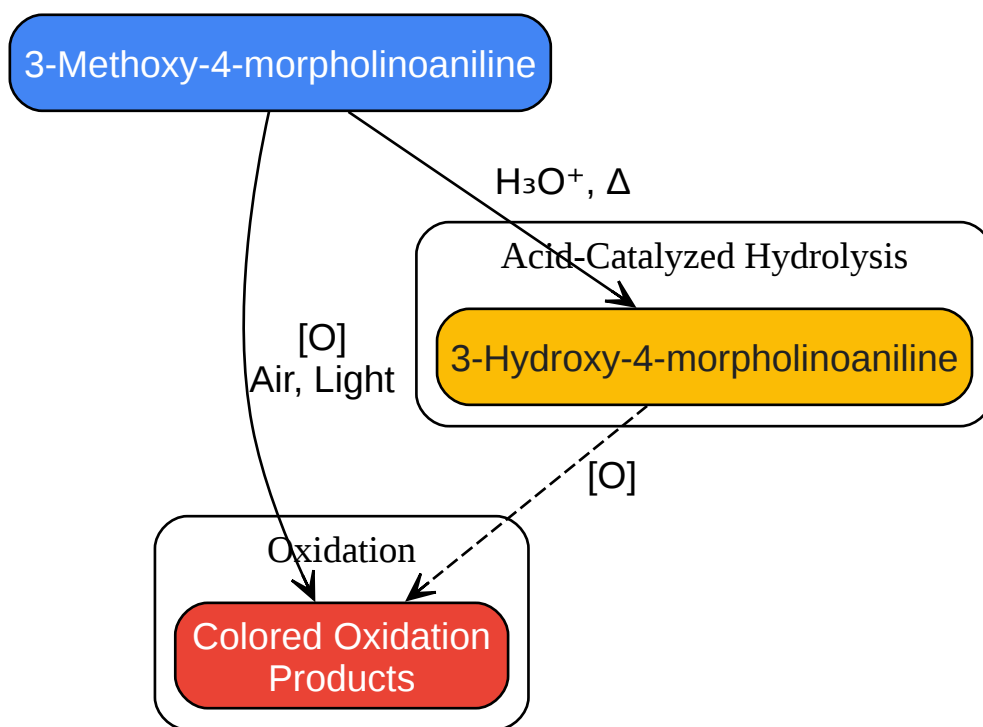 3-Methoxy-4-morpholinoaniline
H₃O⁺, Δ
Acid-Catalyzed Hydrolysis
[O]
Air, Light
3-Hydroxy-4-morpholinoaniline
[O]
Oxidation
Colored Oxidation
Products